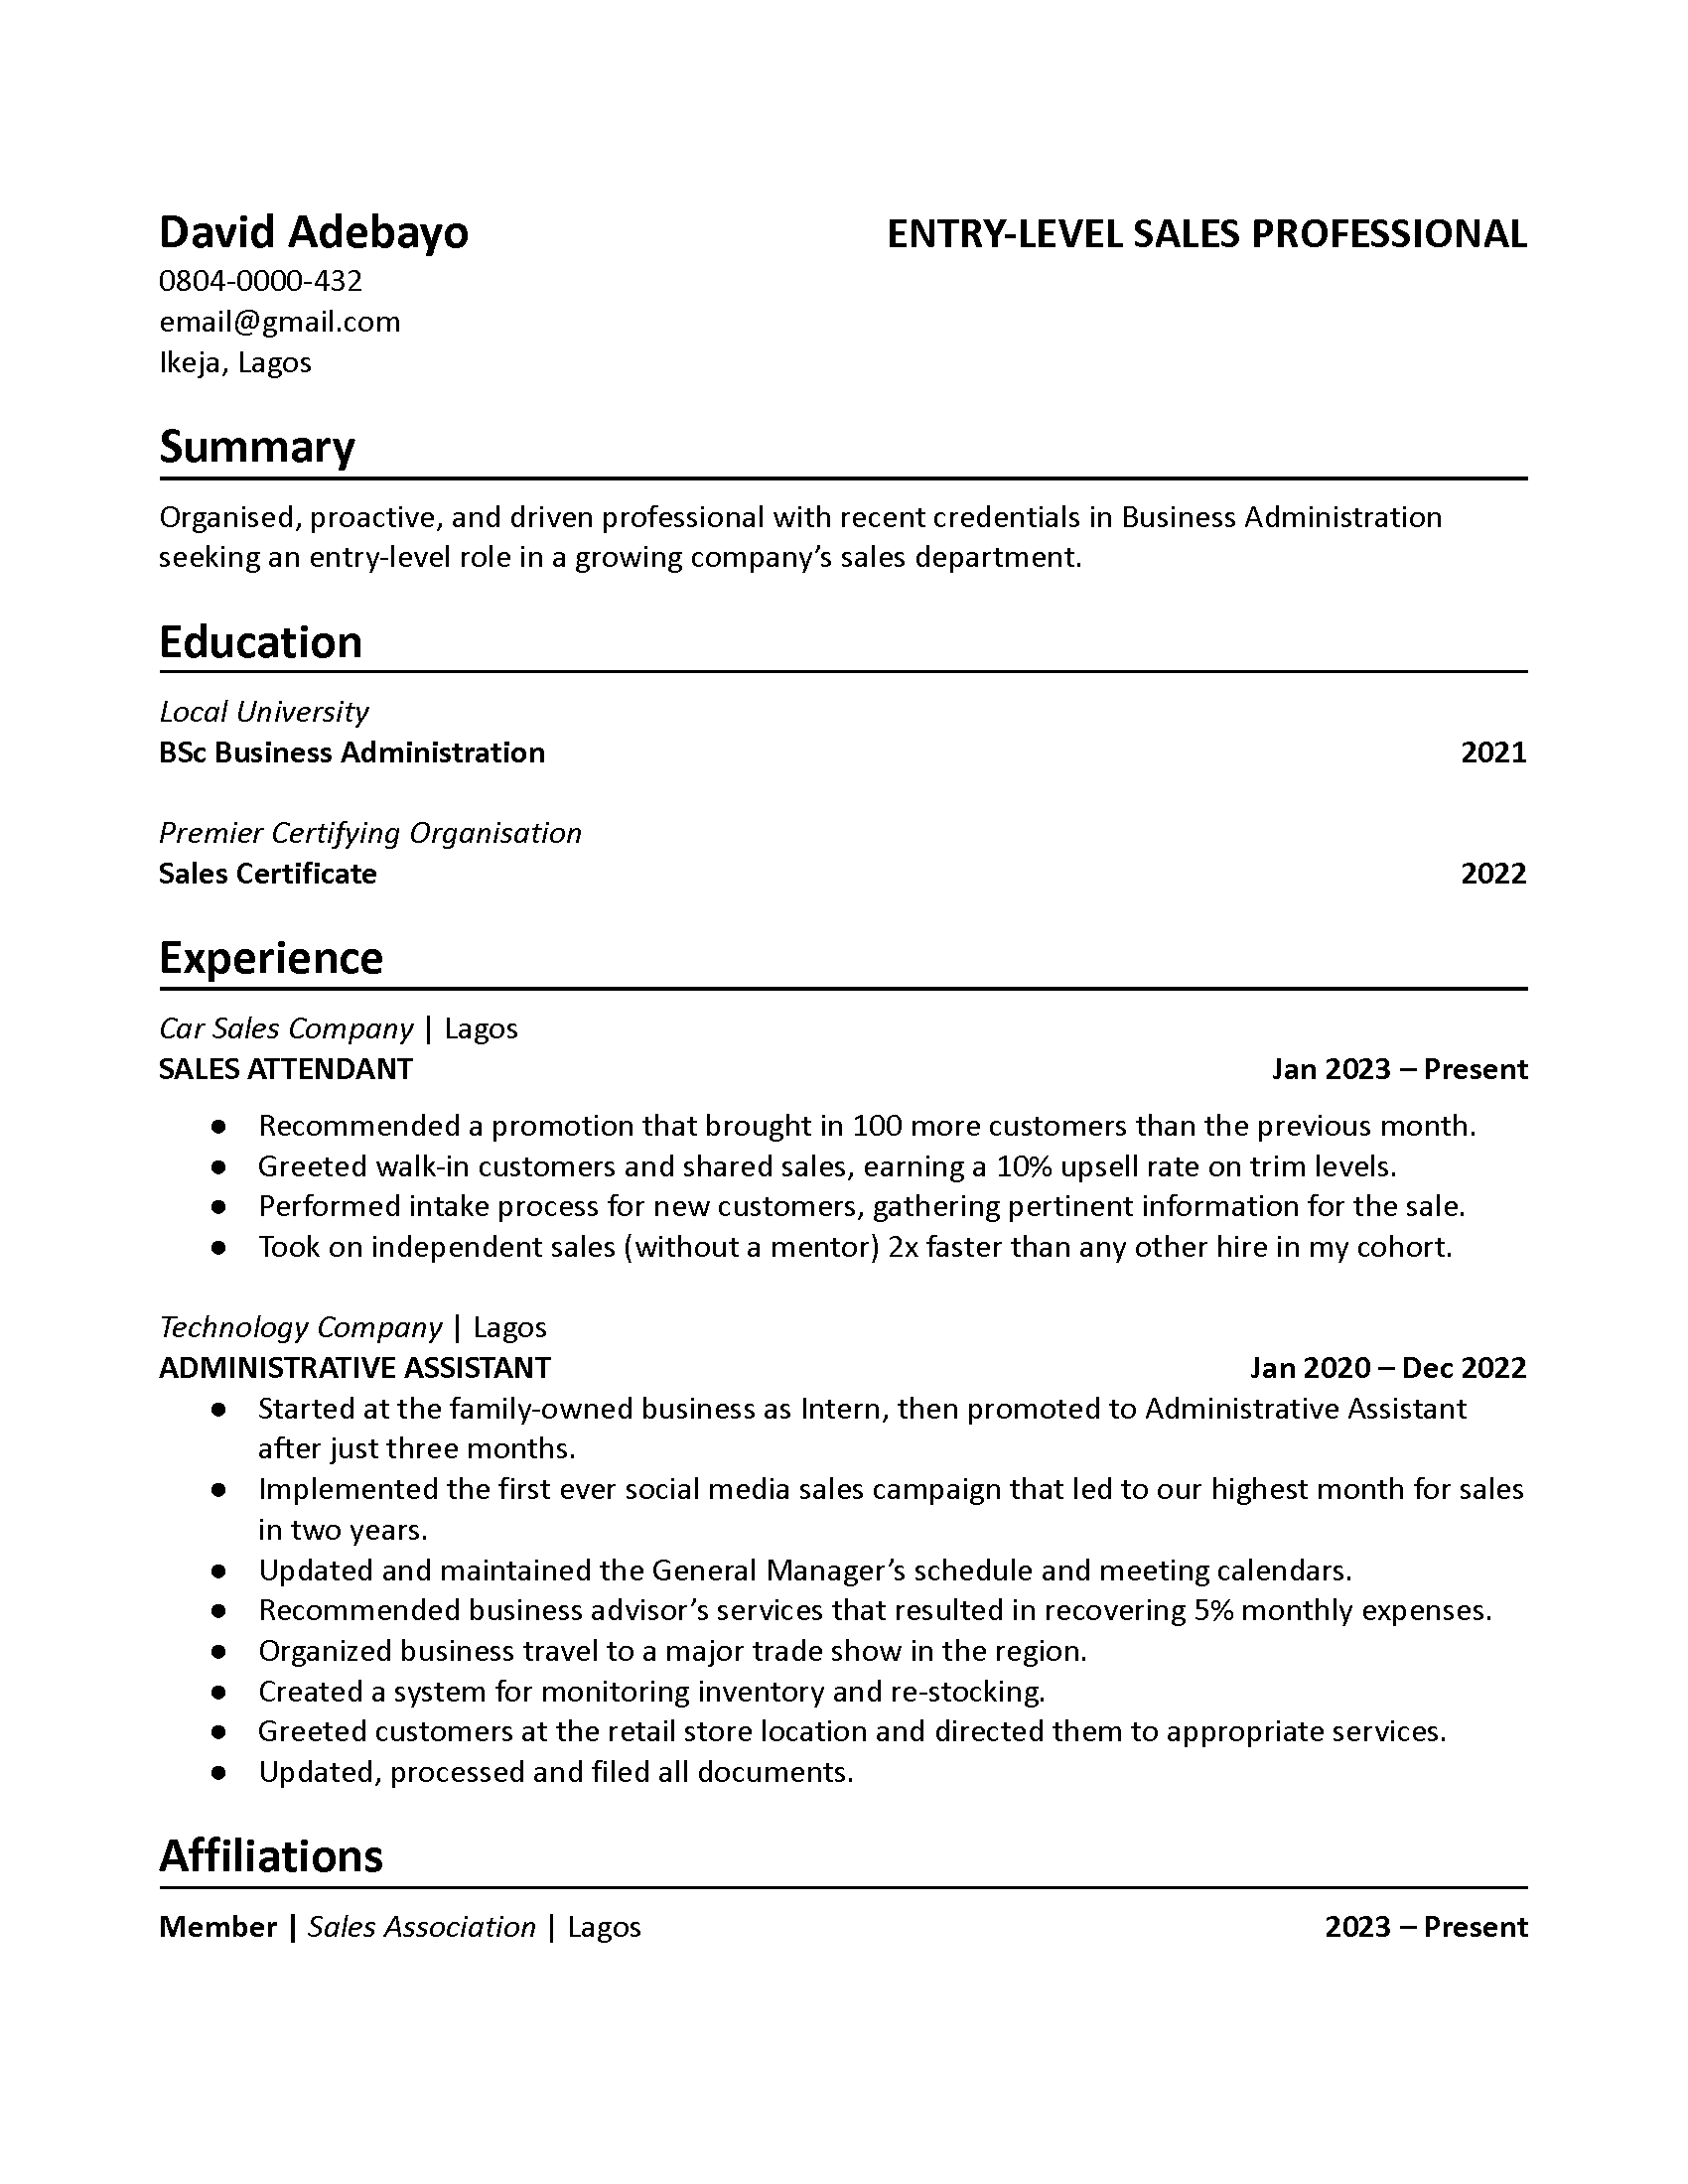 David Adebayo ENTRY-LEVEL SALES PROFESSIONAL
0804-0000-432
email@gmail.com
Ikeja, Lagos
Summary
Organised, proactive, and driven professional with recent credentials in Business Administration
seeking an entry-level role in a growing company’s sales department.
Education
Local University
BSc Business Administration 2021
Premier Certifying Organisation
Sales Certificate 2022
Experience
Car Sales Company | Lagos
SALES ATTENDANT Jan 2023 – Present
● Recommended a promotion that brought in 100 more customers than the previous month.
● Greeted walk-in customers and shared sales, earning a 10% upsell rate on trim levels.
● Performed intake process for new customers, gathering pertinent information for the sale.
● Took on independent sales (without a mentor) 2x faster than any other hire in my cohort.
Technology Company | Lagos
ADMINISTRATIVE ASSISTANT Jan 2020 – Dec 2022
● Started at the family-owned business as Intern, then promoted to Administrative Assistant
after just three months.
● Implemented the first ever social media sales campaign that led to our highest month for sales
in two years.
● Updated and maintained the General Manager’s schedule and meeting calendars.
● Recommended business advisor’s services that resulted in recovering 5% monthly expenses.
● Organized business travel to a major trade show in the region.
● Created a system for monitoring inventory and re-stocking.
● Greeted customers at the retail store location and directed them to appropriate services.
● Updated, processed and filed all documents.
Affiliations
Member | Sales Association | Lagos 2023 – Present